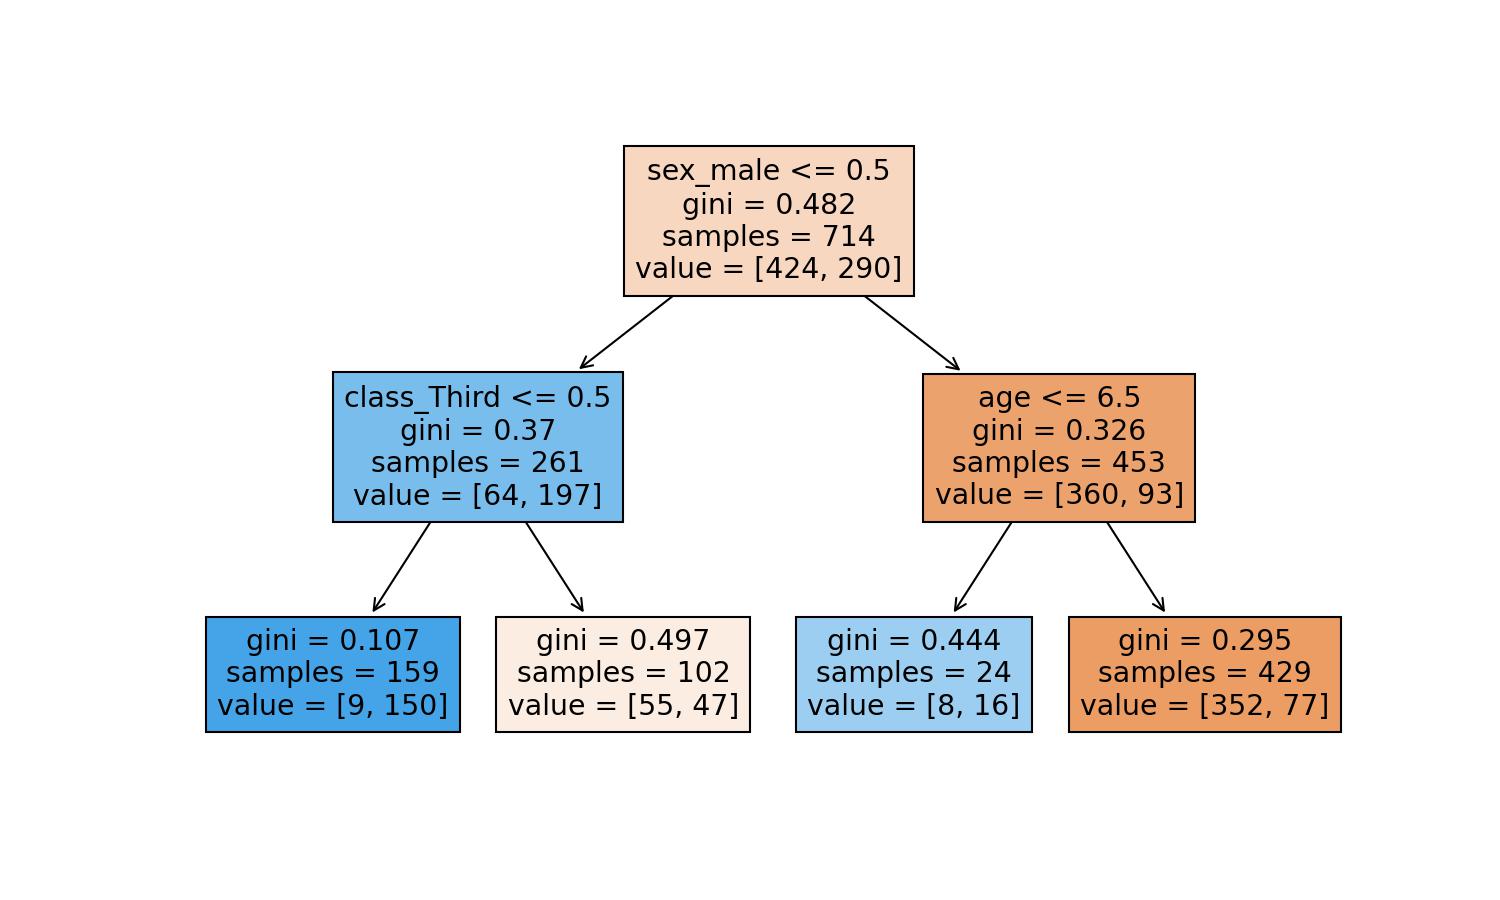 sex_male <= 0.5
gini = 0.482
samples = 714
value = [424, 290]
class_Third <= 0.5
gini = 0.37
samples = 261
value = [64, 197]
age <= 6.5
gini = 0.326
samples = 453
value = [360, 93]
gini = 0.107
samples = 159
value = [9, 150]
gini = 0.497
samples = 102
value = [55, 47]
gini = 0.444
samples = 24
value = [8, 16]
gini = 0.295
samples = 429
value = [352, 77]